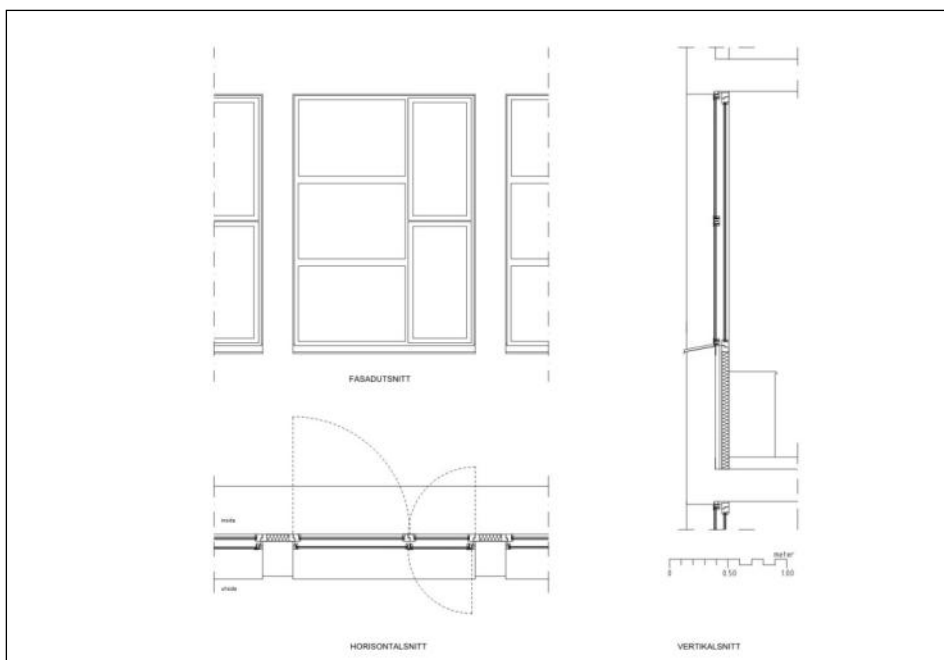 FASADUTSNITT
inside
utside
meter
0 0.50 1.00
HORISONTALSNITT
VERTIKALSNITT